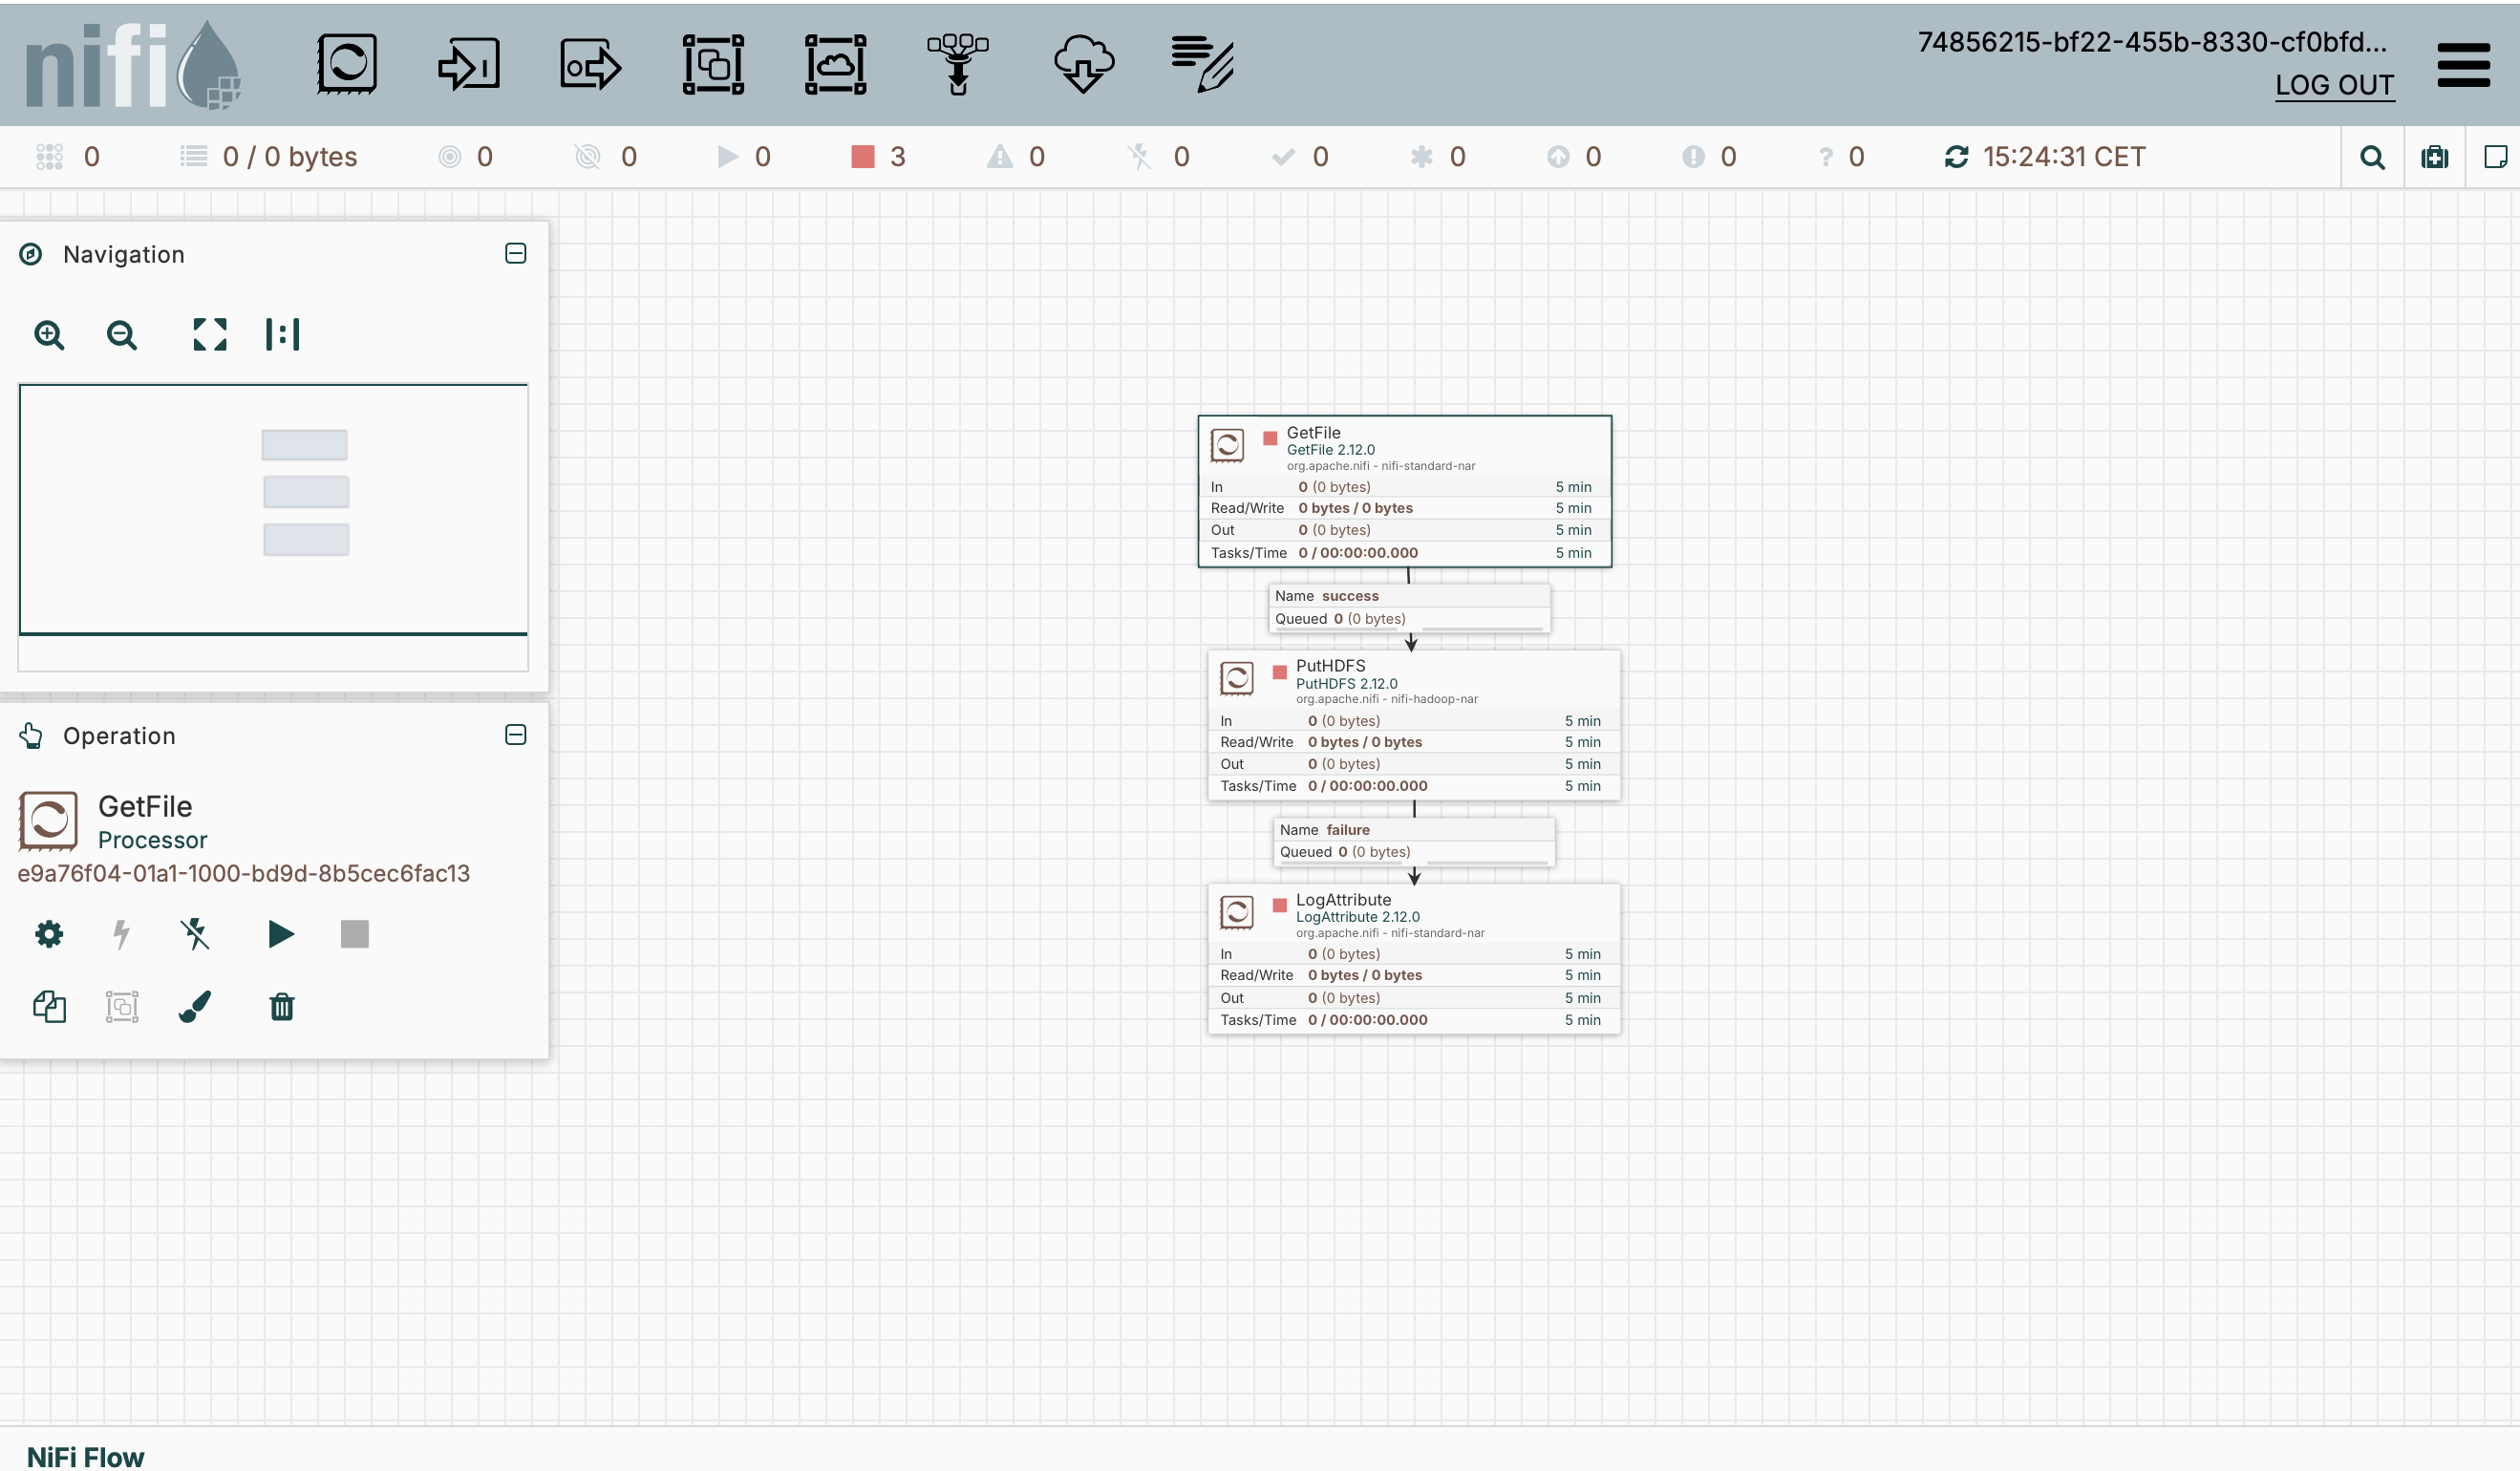 nifi
74856215-bf22-455b-8330-cf0bfd...
LOG OUT
0 0 / 0 bytes 0 0 0 3 0 0 0 0 0 0 ? 0 15:24:31 CET
Navigation
Operation
GetFile
Processor
e9a76f04-01a1-1000-bd9d-8b5cec6fac13
GetFile
GetFile 2.12.0
org.apache.nifi - nifi-standard-nar
In 0 (0 bytes) 5 min
Read/Write 0 bytes / 0 bytes 5 min
Out 0 (0 bytes) 5 min
Tasks/Time 0 / 00:00:00.000 5 min
Name success
Queued 0 (0 bytes)
PutHDFS
PutHDFS 2.12.0
org.apache.nifi - nifi-hadoop-nar
In 0 (0 bytes) 5 min
Read/Write 0 bytes / 0 bytes 5 min
Out 0 (0 bytes) 5 min
Tasks/Time 0 / 00:00:00.000 5 min
Name failure
Queued 0 (0 bytes)
LogAttribute
LogAttribute 2.12.0
org.apache.nifi - nifi-standard-nar
In 0 (0 bytes) 5 min
Read/Write 0 bytes / 0 bytes 5 min
Out 0 (0 bytes) 5 min
Tasks/Time 0 / 00:00:00.000 5 min
NiFi Flow